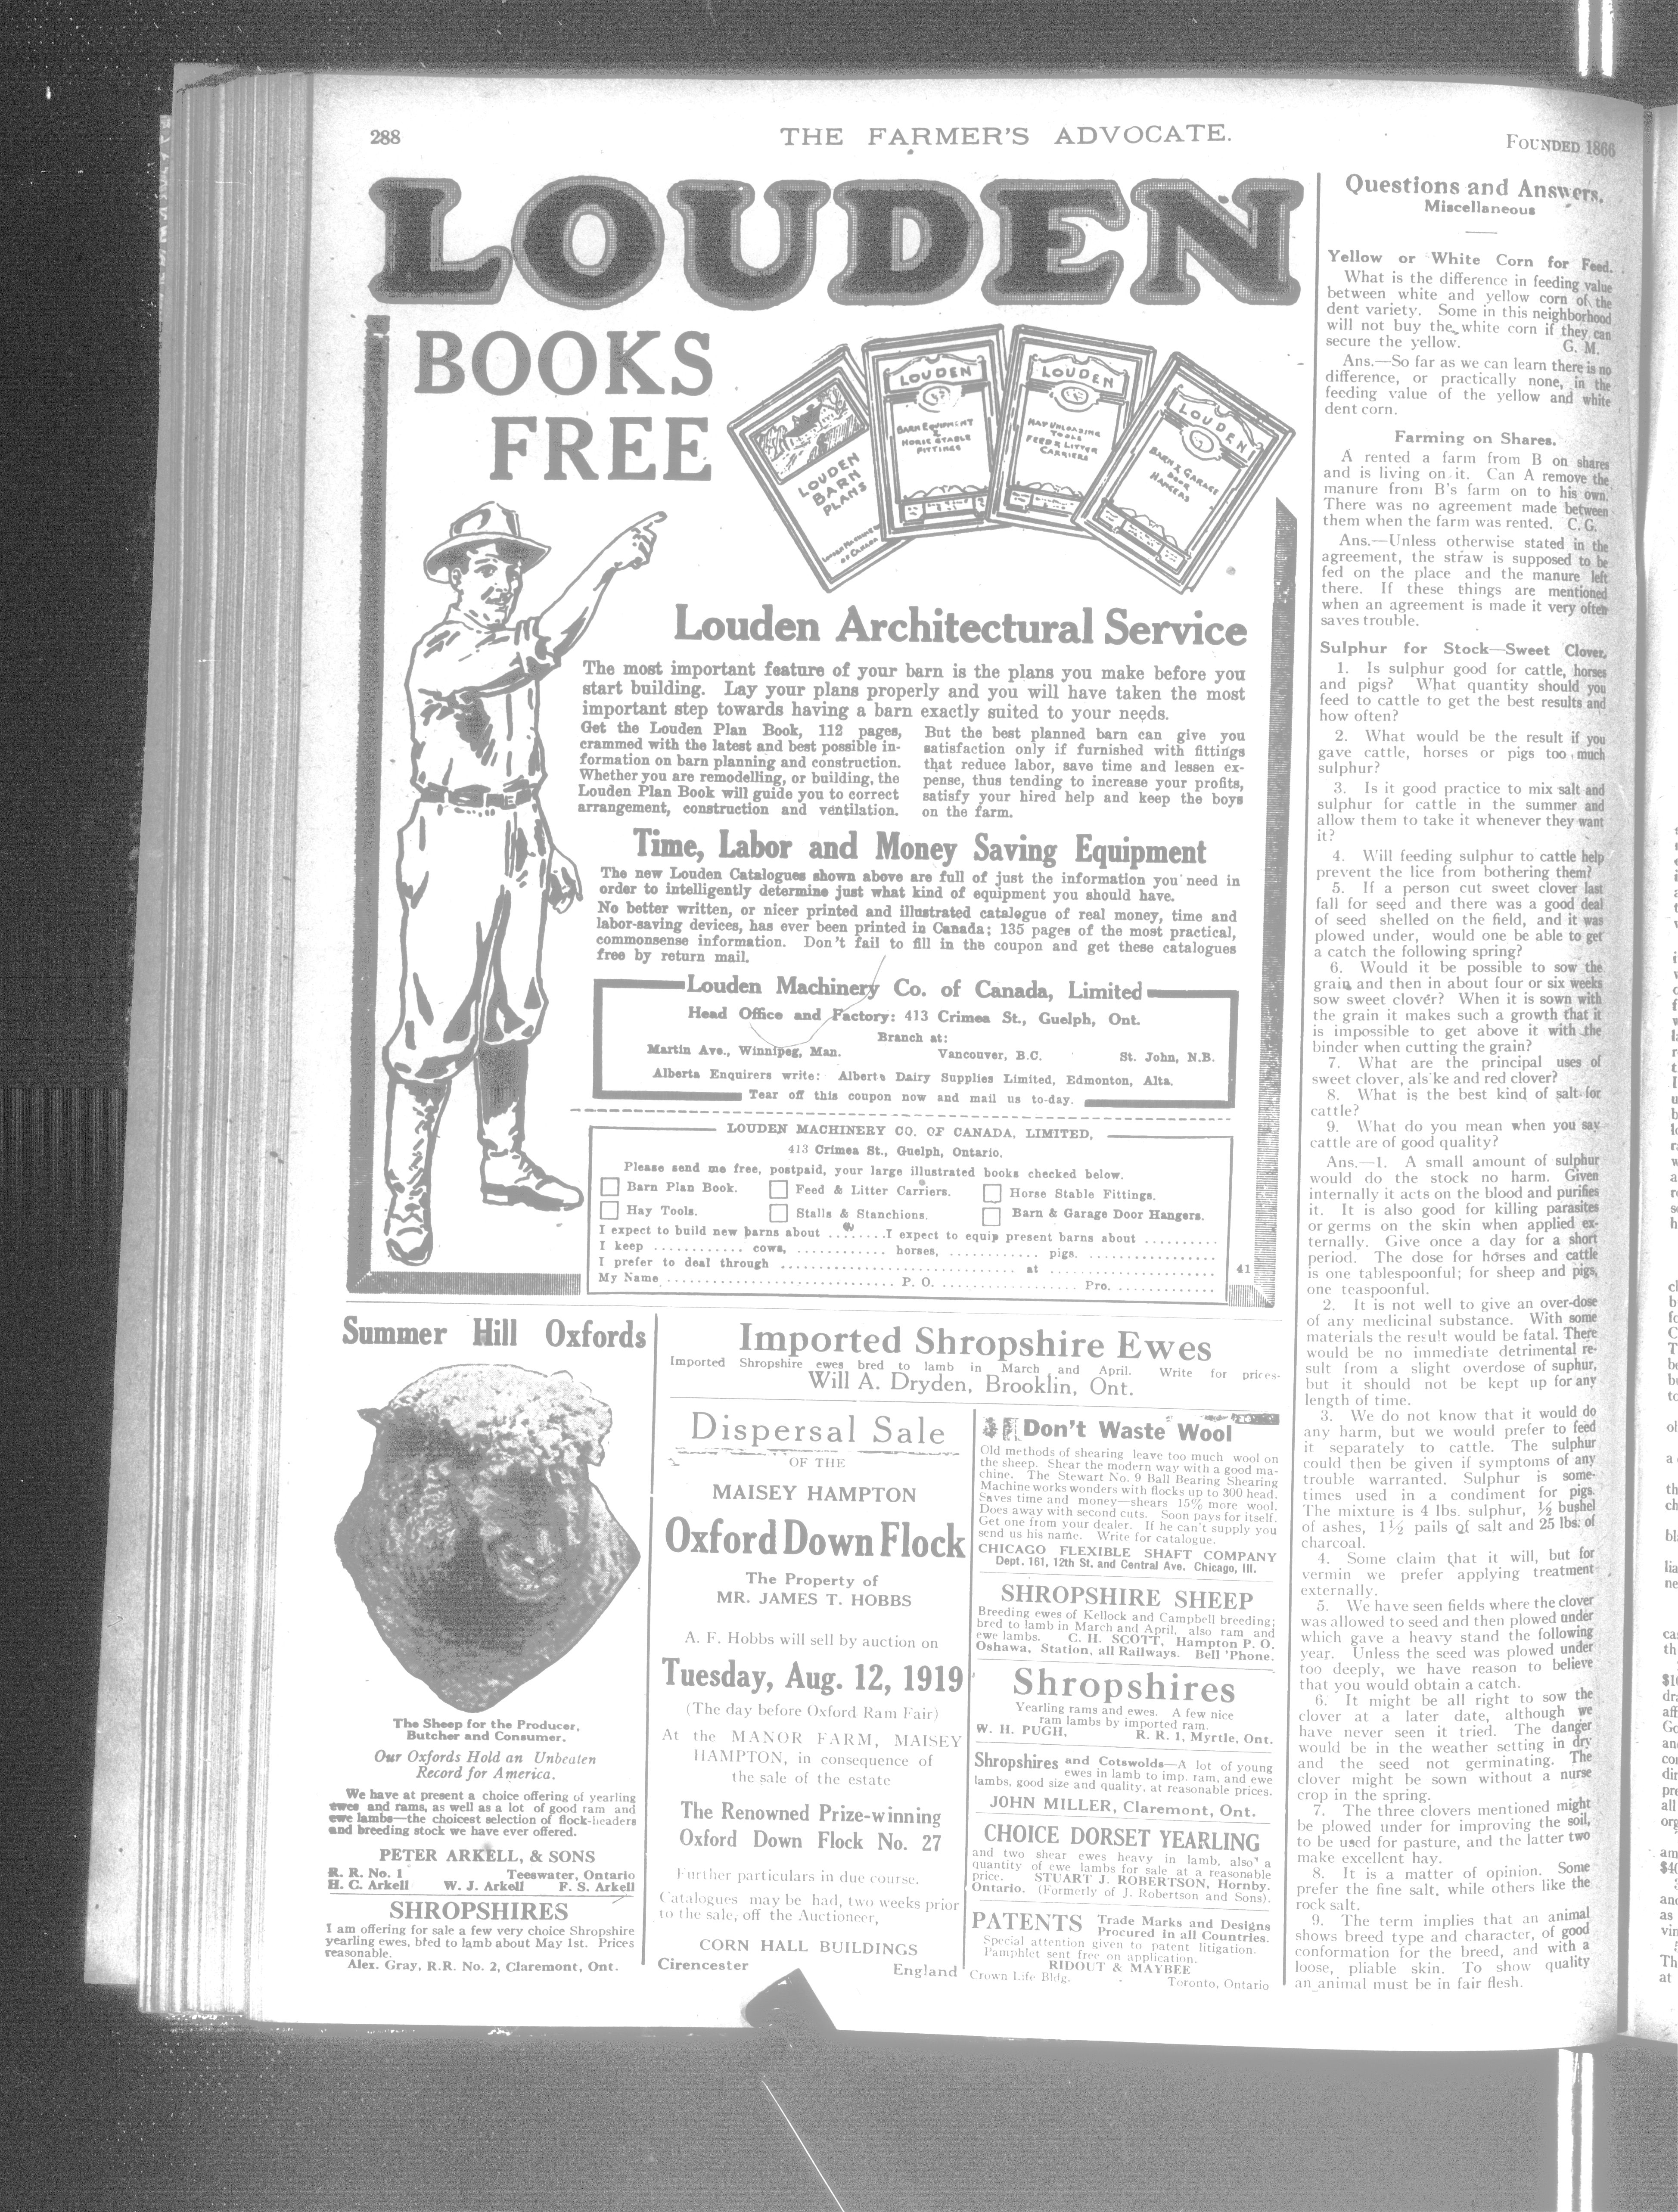 288
THE FARMER'S ADVOCATE.
FOUNDED 1866
LOUDEN
BOOKS
FREE
LOUDEN
BARN
PLANS
LOUDEN MACHINERY CO
OF CANADA
LOUDEN
BARN EQUIPMENT
&
HORSE STABLE
FITTINGS
LOUDEN
HAY UNLOADING
TOOLS
FEED & LITTER
CARRIERS
LOUDEN
BARN & GARAGE
DOOR
HANGERS
Louden Architectural Service
The most important feature of your barn is the plans you make before you
start building. Lay your plans properly and you will have taken the most
important step towards having a barn exactly suited to your needs.
Get the Louden Plan Book, 112 pages,
crammed with the latest and best possible in-
formation on barn planning and construction.
Whether you are remodelling, or building, the
Louden Plan Book will guide you to correct
arrangement, construction and ventilation.
But the best planned barn can give you
satisfaction only if furnished with fittings
that reduce labor, save time and lessen ex-
pense, thus tending to increase your profits,
satisfy your hired help and keep the boys
on the farm.
Time, Labor and Money Saving Equipment
The new Louden Catalogues shown above are full of just the information you need in
order to intelligently determine just what kind of equipment you should have.
No better written, or nicer printed and illustrated catalogue of real money, time and
labor-saving devices, has ever been printed in Canada; 135 pages of the most practical,
commonsense information. Don't fail to fill in the coupon and get these catalogues
free by return mail.
Louden Machinery Co. of Canada, Limited
Head Office and Factory: 413 Crimea St., Guelph, Ont.
Branch at:
Martin Ave., Winnipeg, Man. Vancouver, B.C. St. John, N.B.
Alberta Enquirers write: Alberta Dairy Supplies Limited, Edmonton, Alta.
Tear off this coupon now and mail us to-day.
LOUDEN MACHINERY CO. OF CANADA, LIMITED,
413 Crimea St., Guelph, Ontario.
Please send me free, postpaid, your large illustrated books checked below.
Barn Plan Book. Feed & Litter Carriers. Horse Stable Fittings.
Hay Tools. Stalls & Stanchions. Barn & Garage Door Hangers.
I expect to build new barns about ........I expect to equip present barns about ..........
I keep ........... cows, ............ horses, ........... pigs. ................
I prefer to deal through .............................. at .................... 41
My Name ............................ P. O. ................ Pro. ............
Summer Hill Oxfords
The Sheep for the Producer,
Butcher and Consumer.
Our Oxfords Hold an Unbeaten
Record for America.
We have at present a choice offering of yearling
ewes and rams, as well as a lot of good ram and
ewe lambs—the choicest selection of flock-headers
and breeding stock we have ever offered.
PETER ARKELL, & SONS
R. R. No. 1 Teeswater, Ontario
H. C. Arkell W. J. Arkell F. S. Arkell
SHROPSHIRES
I am offering for sale a few very choice Shropshire
yearling ewes, bred to lamb about May 1st. Prices
reasonable.
Alex. Gray, R.R. No. 2, Claremont, Ont.
Imported Shropshire Ewes
Imported Shropshire ewes bred to lamb in March and April. Write for prices-
Will A. Dryden, Brooklin, Ont.
Dispersal Sale
OF THE
MAISEY HAMPTON
Oxford Down Flock
The Property of
MR. JAMES T. HOBBS
A. F. Hobbs will sell by auction on
Tuesday, Aug. 12, 1919
(The day before Oxford Ram Fair)
At the MANOR FARM, MAISEY
HAMPTON, in consequence of
the sale of the estate
The Renowned Prize-winning
Oxford Down Flock No. 27
Further particulars in due course.
Catalogues may be had, two weeks prior
to the sale, off the Auctioneer,
CORN HALL BUILDINGS
Cirencester England
Don't Waste Wool
Old methods of shearing leave too much wool on
the sheep. Shear the modern way with a good ma-
chine. The Stewart No. 9 Ball Bearing Shearing
Machine works wonders with flocks up to 300 head.
Saves time and money—shears 15% more wool.
Does away with second cuts. Soon pays for itself.
Get one from your dealer. If he can't supply you
send us his name. Write for catalogue.
CHICAGO FLEXIBLE SHAFT COMPANY
Dept. 161, 12th St. and Central Ave. Chicago, Ill.
SHROPSHIRE SHEEP
Breeding ewes of Kellock and Campbell breeding;
bred to lamb in March and April, also ram and
ewe lambs. C. H. SCOTT, Hampton P. O.
Oshawa, Station, all Railways. Bell 'Phone.
Shropshires
Yearling rams and ewes. A few nice
ram lambs by imported ram.
W. H. PUGH, R. R. 1, Myrtle, Ont.
Shropshires and Cotswolds—A lot of young
ewes in lamb to imp. ram, and ewe
lambs, good size and quality, at reasonable prices.
JOHN MILLER, Claremont, Ont.
CHOICE DORSET YEARLING
and two shear ewes heavy in lamb, also a
quantity of ewe lambs for sale at a reasonable
price. STUART J. ROBERTSON, Hornby.
Ontario. (Formerly of J. Robertson and Sons).
PATENTS Trade Marks and Designs
Procured in all Countries.
Special attention given to patent litigation.
Pamphlet sent free on application.
RIDOUT & MAYBEE
Crown Life Bldg. Toronto, Ontario
Questions and Answers.
Miscellaneous
Yellow or White Corn for Feed.
What is the difference in feeding value
between white and yellow corn of the
dent variety. Some in this neighborhood
will not buy the white corn if they can
secure the yellow. G. M.
Ans.—So far as we can learn there is no
difference, or practically none, in the
feeding value of the yellow and white
dent corn.
Farming on Shares.
A rented a farm from B on shares
and is living on it. Can A remove the
manure from B's farm on to his own.
There was no agreement made between
them when the farm was rented. C. G.
Ans.—Unless otherwise stated in the
agreement, the straw is supposed to be
fed on the place and the manure left
there. If these things are mentioned
when an agreement is made it very often
saves trouble.
Sulphur for Stock—Sweet Clover.
1. Is sulphur good for cattle, horses
and pigs? What quantity should you
feed to cattle to get the best results and
how often?
2. What would be the result if you
gave cattle, horses or pigs too much
sulphur?
3. Is it good practice to mix salt and
sulphur for cattle in the summer and
allow them to take it whenever they want
it?
4. Will feeding sulphur to cattle help
prevent the lice from bothering them?
5. If a person cut sweet clover last
fall for seed and there was a good deal
of seed shelled on the field, and it was
plowed under, would one be able to get
a catch the following spring?
6. Would it be possible to sow the
grain and then in about four or six weeks
sow sweet clover? When it is sown with
the grain it makes such a growth that it
is impossible to get above it with the
binder when cutting the grain?
7. What are the principal uses of
sweet clover, alsike and red clover?
8. What is the best kind of salt for
cattle?
9. What do you mean when you say
cattle are of good quality?
Ans.—1. A small amount of sulphur
would do the stock no harm. Given
internally it acts on the blood and purifies
it. It is also good for killing parasites
or germs on the skin when applied ex-
ternally. Give once a day for a short
period. The dose for horses and cattle
is one tablespoonful; for sheep and pigs,
one teaspoonful.
2. It is not well to give an over-dose
of any medicinal substance. With some
materials the result would be fatal. There
would be no immediate detrimental re-
sult from a slight overdose of suphur,
but it should not be kept up for any
length of time.
3. We do not know that it would do
any harm, but we would prefer to feed
it separately to cattle. The sulphur
could then be given if symptoms of any
trouble warranted. Sulphur is some-
times used in a condiment for pigs.
The mixture is 4 lbs. sulphur, ½ bushel
of ashes, 1½ pails of salt and 25 lbs. of
charcoal.
4. Some claim that it will, but for
vermin we prefer applying treatment
externally.
5. We have seen fields where the clover
was allowed to seed and then plowed under
which gave a heavy stand the following
year. Unless the seed was plowed under
too deeply, we have reason to believe
that you would obtain a catch.
6. It might be all right to sow the
clover at a later date, although we
have never seen it tried. The danger
would be in the weather setting in dry
and the seed not germinating. The
clover might be sown without a nurse
crop in the spring.
7. The three clovers mentioned might
be plowed under for improving the soil,
to be used for pasture, and the latter two
make excellent hay.
8. It is a matter of opinion. Some
prefer the fine salt, while others like the
rock salt.
9. The term implies that an animal
shows breed type and character, of good
conformation for the breed, and with a
loose, pliable skin. To show quality
an animal must be in fair flesh.